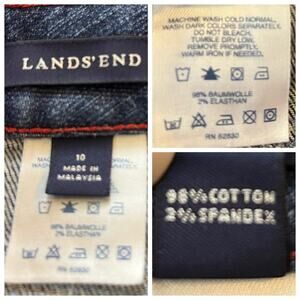 LANDS' END
10
MADE IN
MALAYSIA
98% BAUMWOLLE
2% ELASTHAN
RN 62830
MACHINE WASH COLD NORMAL.
WASH DARK COLORS SEPARATELY.
DO NOT BLEACH.
TUMBLE DRY LOW.
REMOVE PROMPTLY.
WARM IRON IF NEEDED.
98% BAUMWOLLE
2% ELASTHAN
RN 62830
98% COTTON
2% SPANDEX